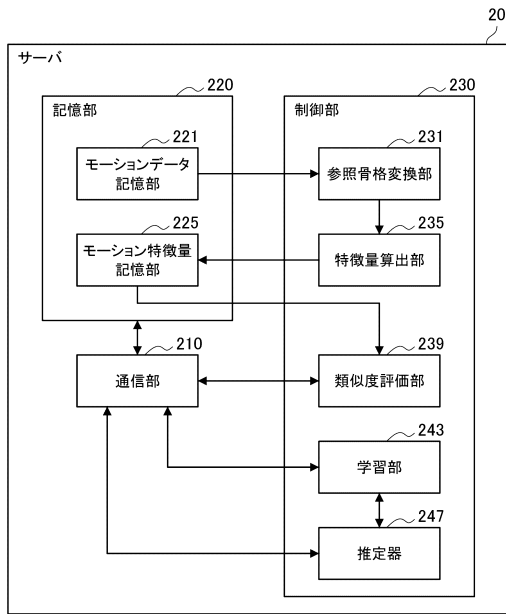 20
サーバ
220
記憶部
230
制御部
221
モーションデータ
記憶部
231
参照骨格変換部
225
モーション特徴量
記憶部
235
特徴量算出部
210
通信部
239
類似度評価部
243
学習部
247
推定器